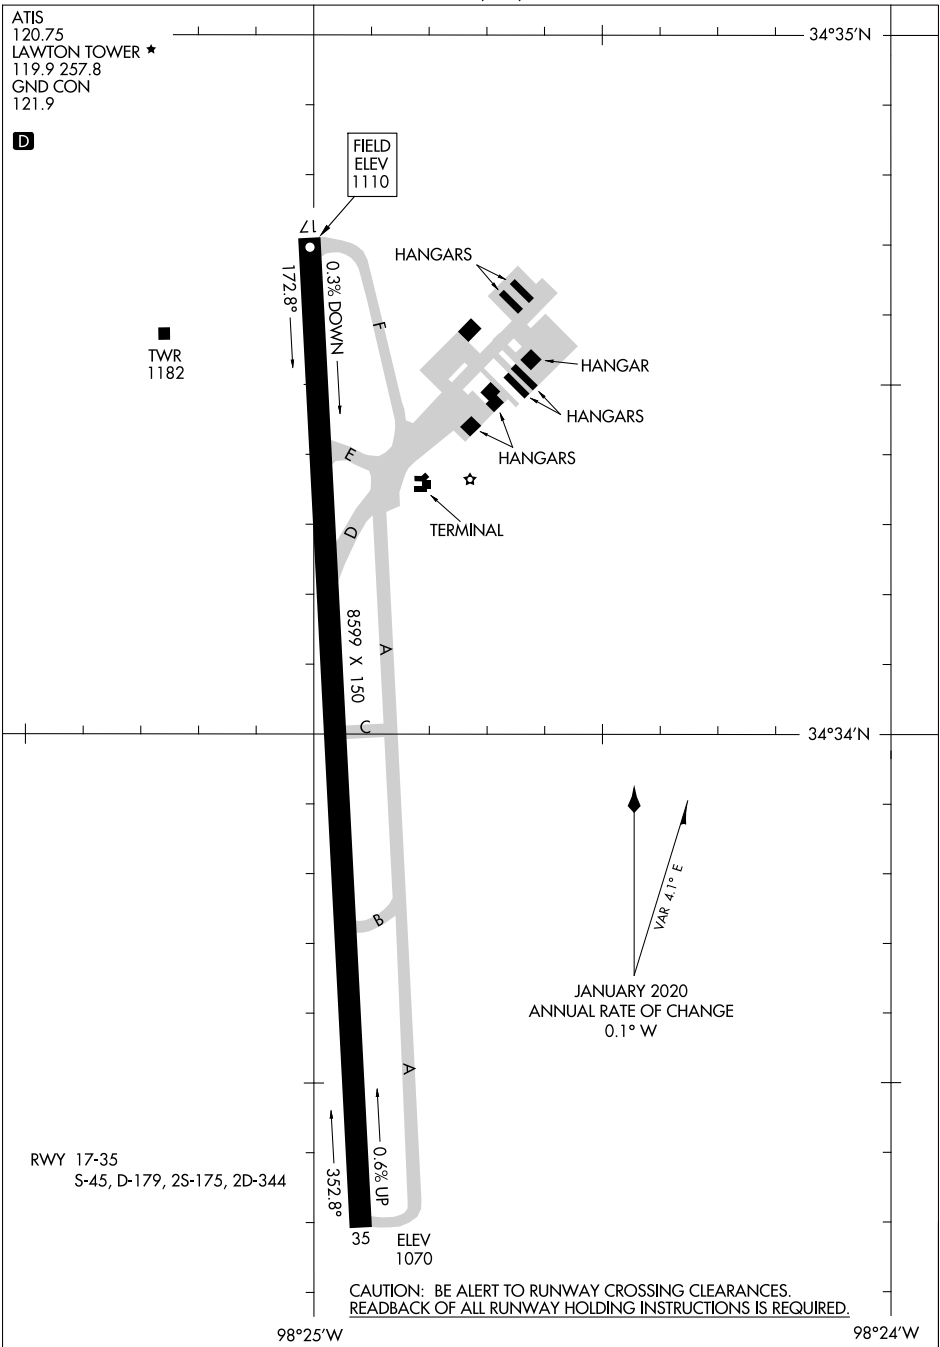 ATIS
120.75
LAWTON TOWER ★
119.9 257.8
GND CON
121.9
D
34°35'N
FIELD
ELEV
1110
17
172.8°
0.3% DOWN
F
HANGARS
TWR
1182
HANGAR
HANGARS
HANGARS
E
TERMINAL
D
8599 X 150
A
C
34°34'N
VAR 4.1° E
B
JANUARY 2020
ANNUAL RATE OF CHANGE
0.1° W
A
RWY 17-35
S-45, D-179, 2S-175, 2D-344
352.8°
0.6% UP
35
ELEV
1070
CAUTION: BE ALERT TO RUNWAY CROSSING CLEARANCES.
READBACK OF ALL RUNWAY HOLDING INSTRUCTIONS IS REQUIRED.
98°25'W
98°24'W